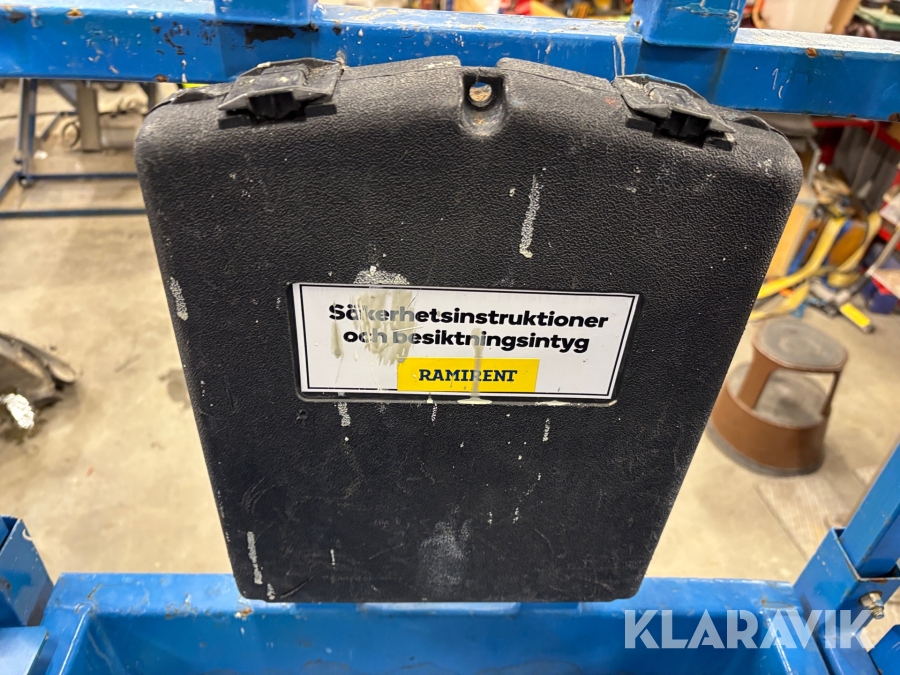 Säkerhetsinstruktioner
och besiktningsintyg
RAMIRENT
KLARAVIK